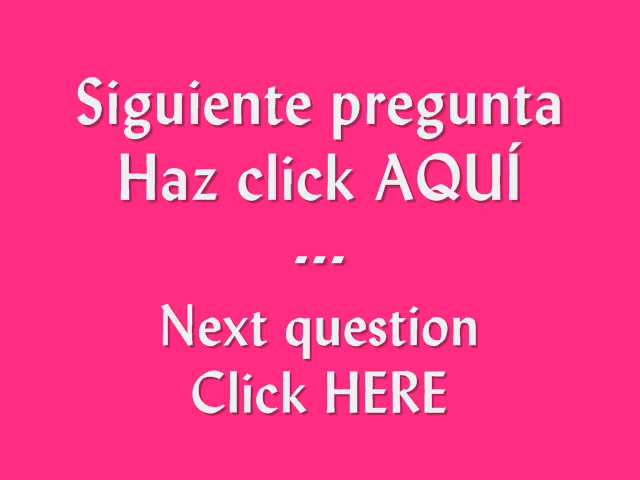 Siguiente pregunta
Haz click AQUÍ
---
Next question
Click HERE